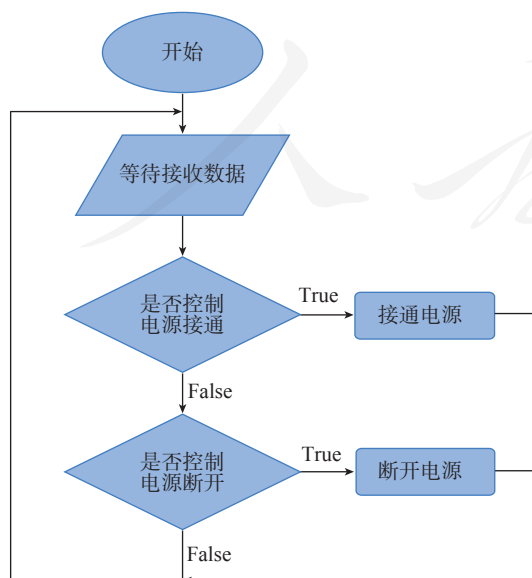 开始
等待接收数据
是否控制
电源接通
True
接通电源
False
是否控制
电源断开
True
断开电源
False